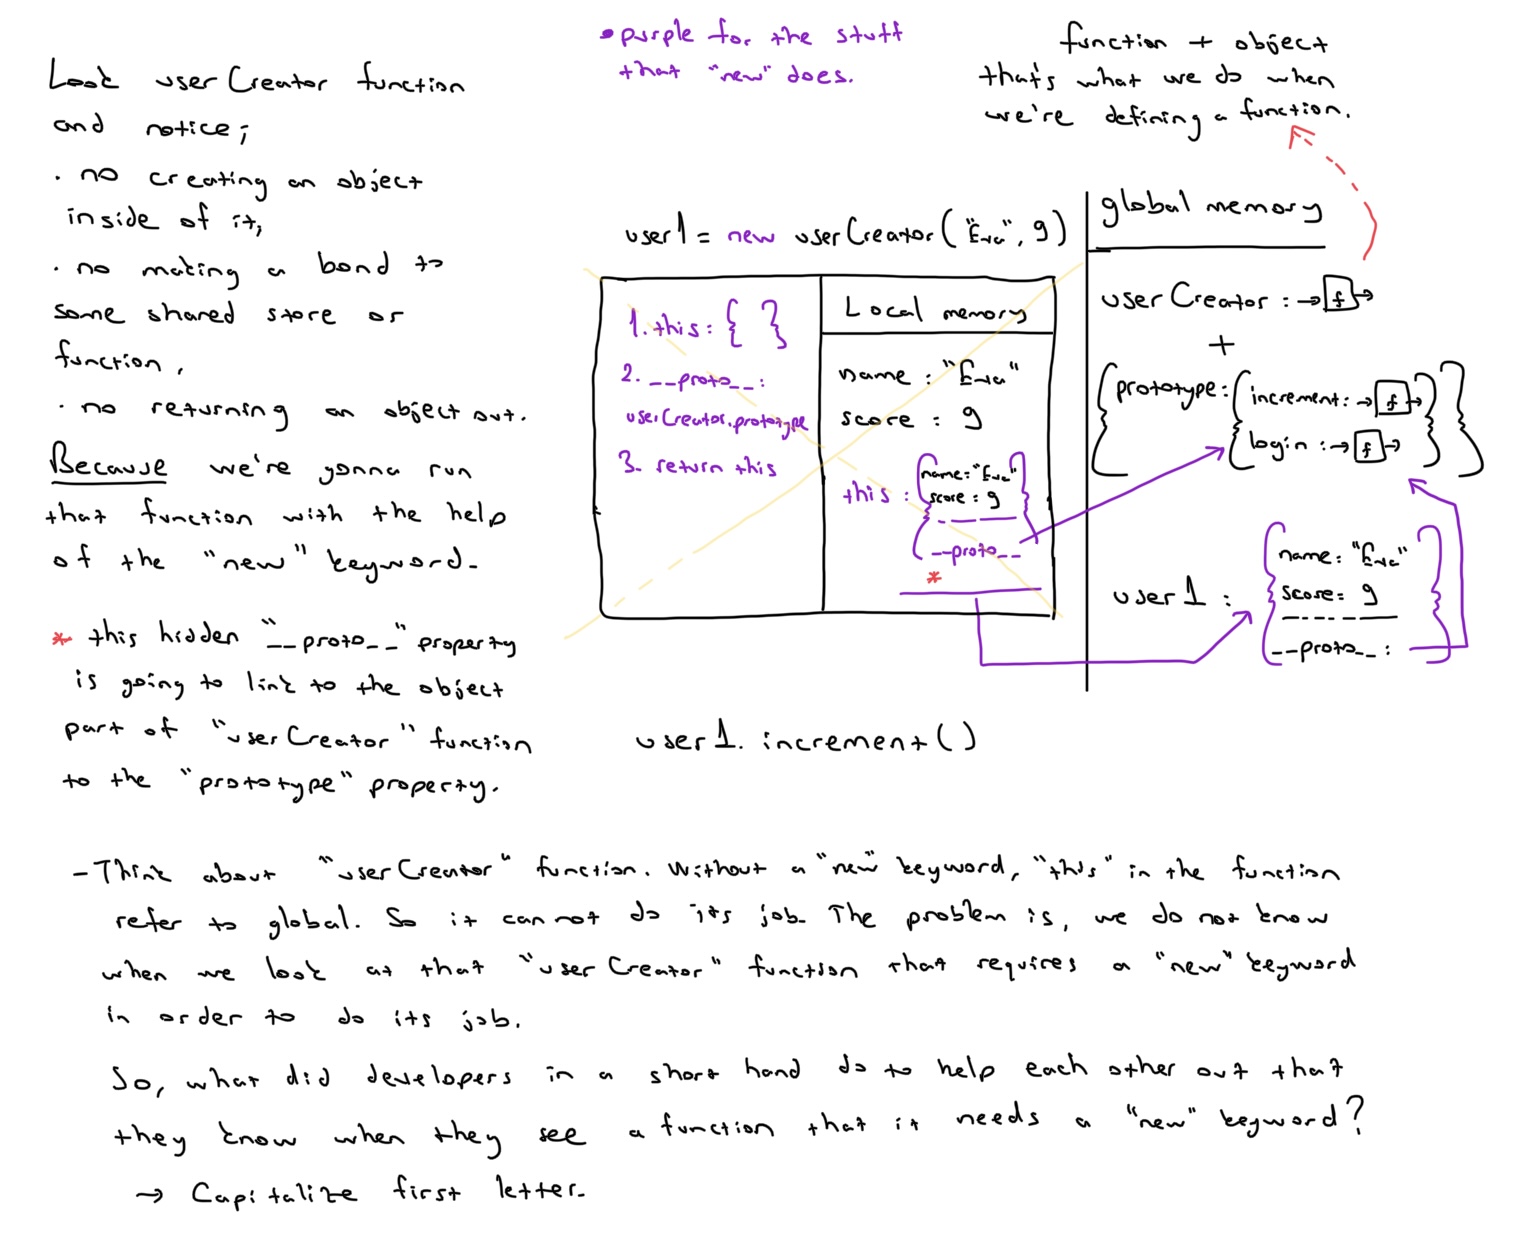 • purple for the stuff
that "new" does.
function + object
that's what we do when
we're defining a function.
Look userCreator function
and notice;
. no creating an object
inside of it,
. no making a bond to
some shared store or
function,
. no returning an object out.
Because we're gonna run
that function with the help
of the "new" keyword.
* this hidden "__proto__" property
is going to link to the object
part of "userCreator" function
to the "prototype" property.
user1 = new userCreator("Eva", 9)
1. this: { }
2. __proto__:
userCreator.prototype
3. return this
Local memory
name : "Eva"
score : 9
this : { name: "Eva"
score : 9
__proto__ }
*
global memory
userCreator : → f →
+
{ prototype: { increment: → f →
login : → f → } }
user1 : { name: "Eva"
score: 9
__proto__ : }
user1. increment()
- Think about "userCreator" function. Without a "new" keyword, "this" in the function
refer to global. So it can not do its job. The problem is, we do not know
when we look at that "userCreator" function that requires a "new" keyword
in order to do its job.
So, what did developers in a short hand do to help each other out that
they know when they see a function that it needs a "new" keyword?
→ Capitalize first letter.